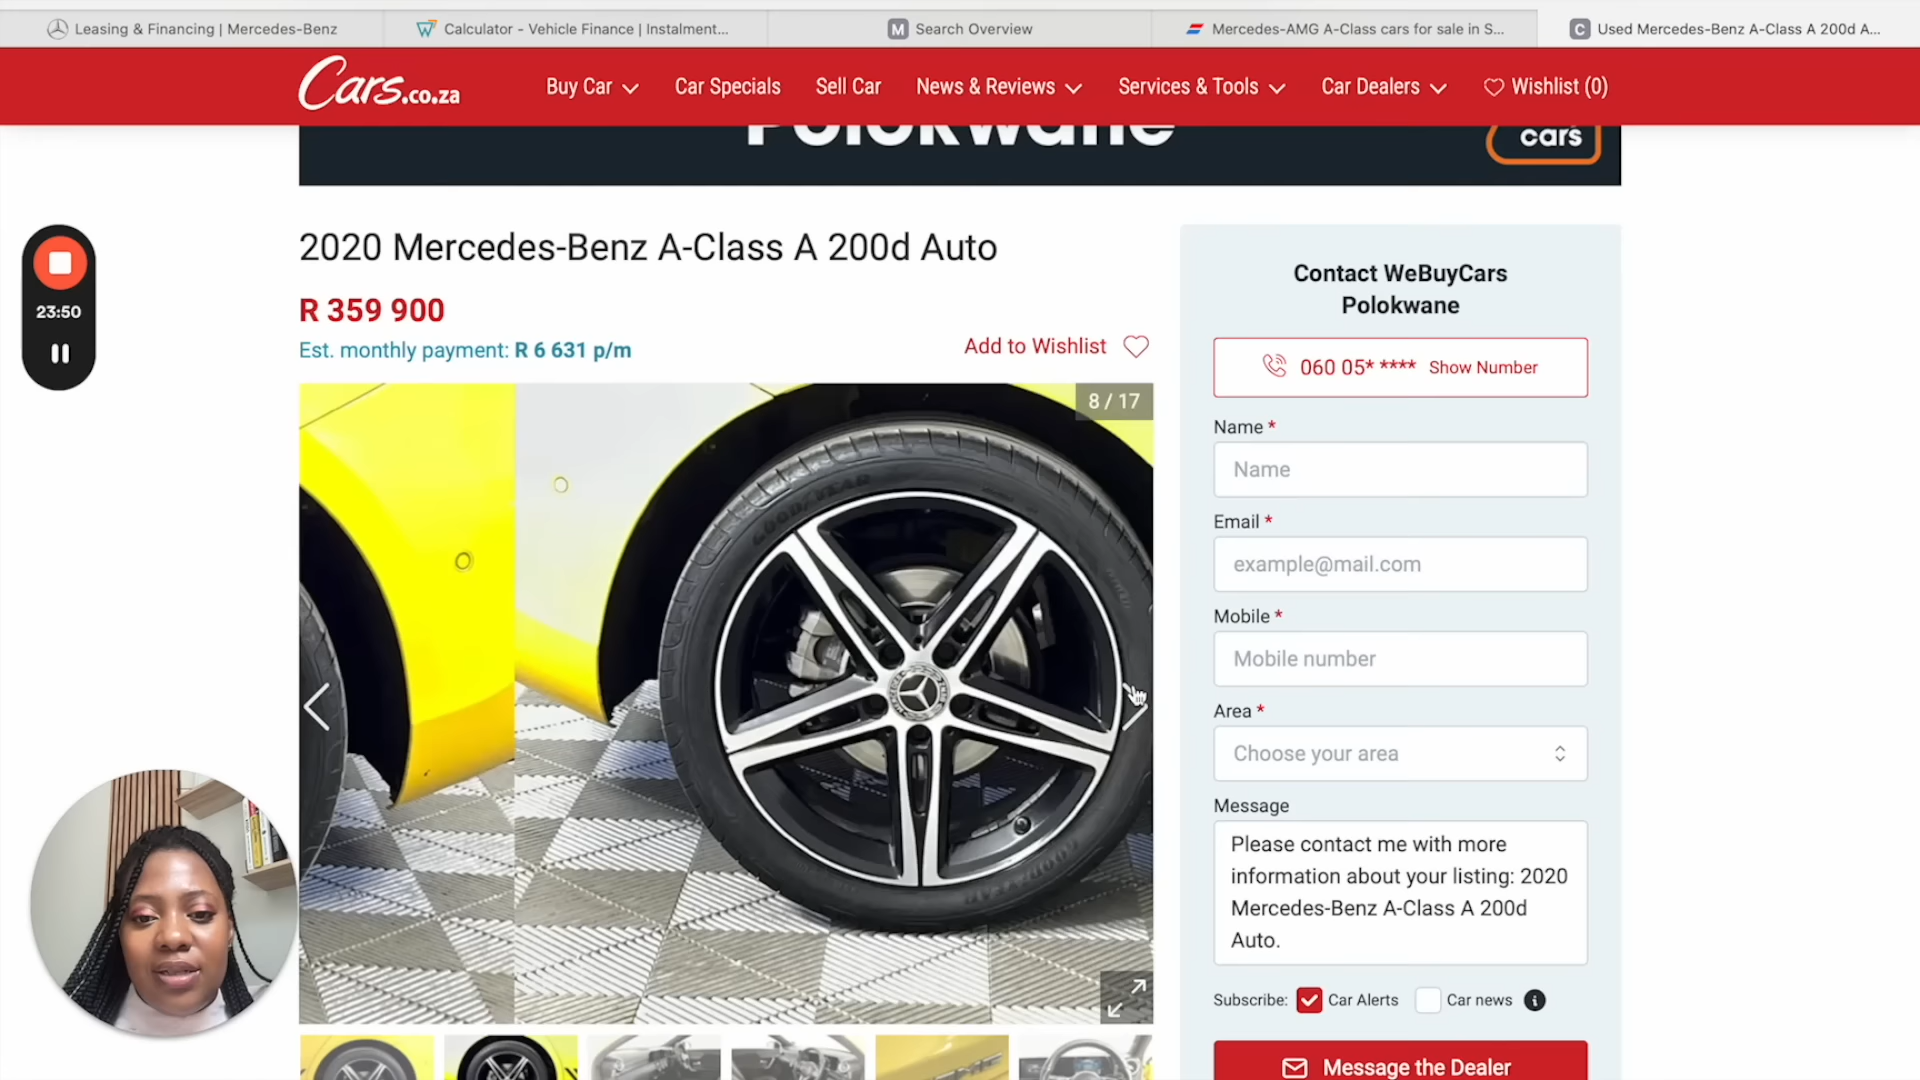 Leasing & Financing | Mercedes-Benz
Calculator - Vehicle Finance | Instalment...
M Search Overview
Mercedes-AMG A-Class cars for sale in S...
C Used Mercedes-Benz A-Class A 200d A...
Cars.co.za
Buy Car
Car Specials
Sell Car
News & Reviews
Services & Tools
Car Dealers
Wishlist (0)
Polokwane
cars
2020 Mercedes-Benz A-Class A 200d Auto
R 359 900
Est. monthly payment: R 6 631 p/m
Add to Wishlist
23:50
8 / 17
GOODYEAR
Contact WeBuyCars
Polokwane
060 05* **** Show Number
Name *
Name
Email *
example@mail.com
Mobile *
Mobile number
Area *
Choose your area
Message
Please contact me with more
information about your listing: 2020
Mercedes-Benz A-Class A 200d
Auto.
Subscribe: Car Alerts Car news
Message the Dealer